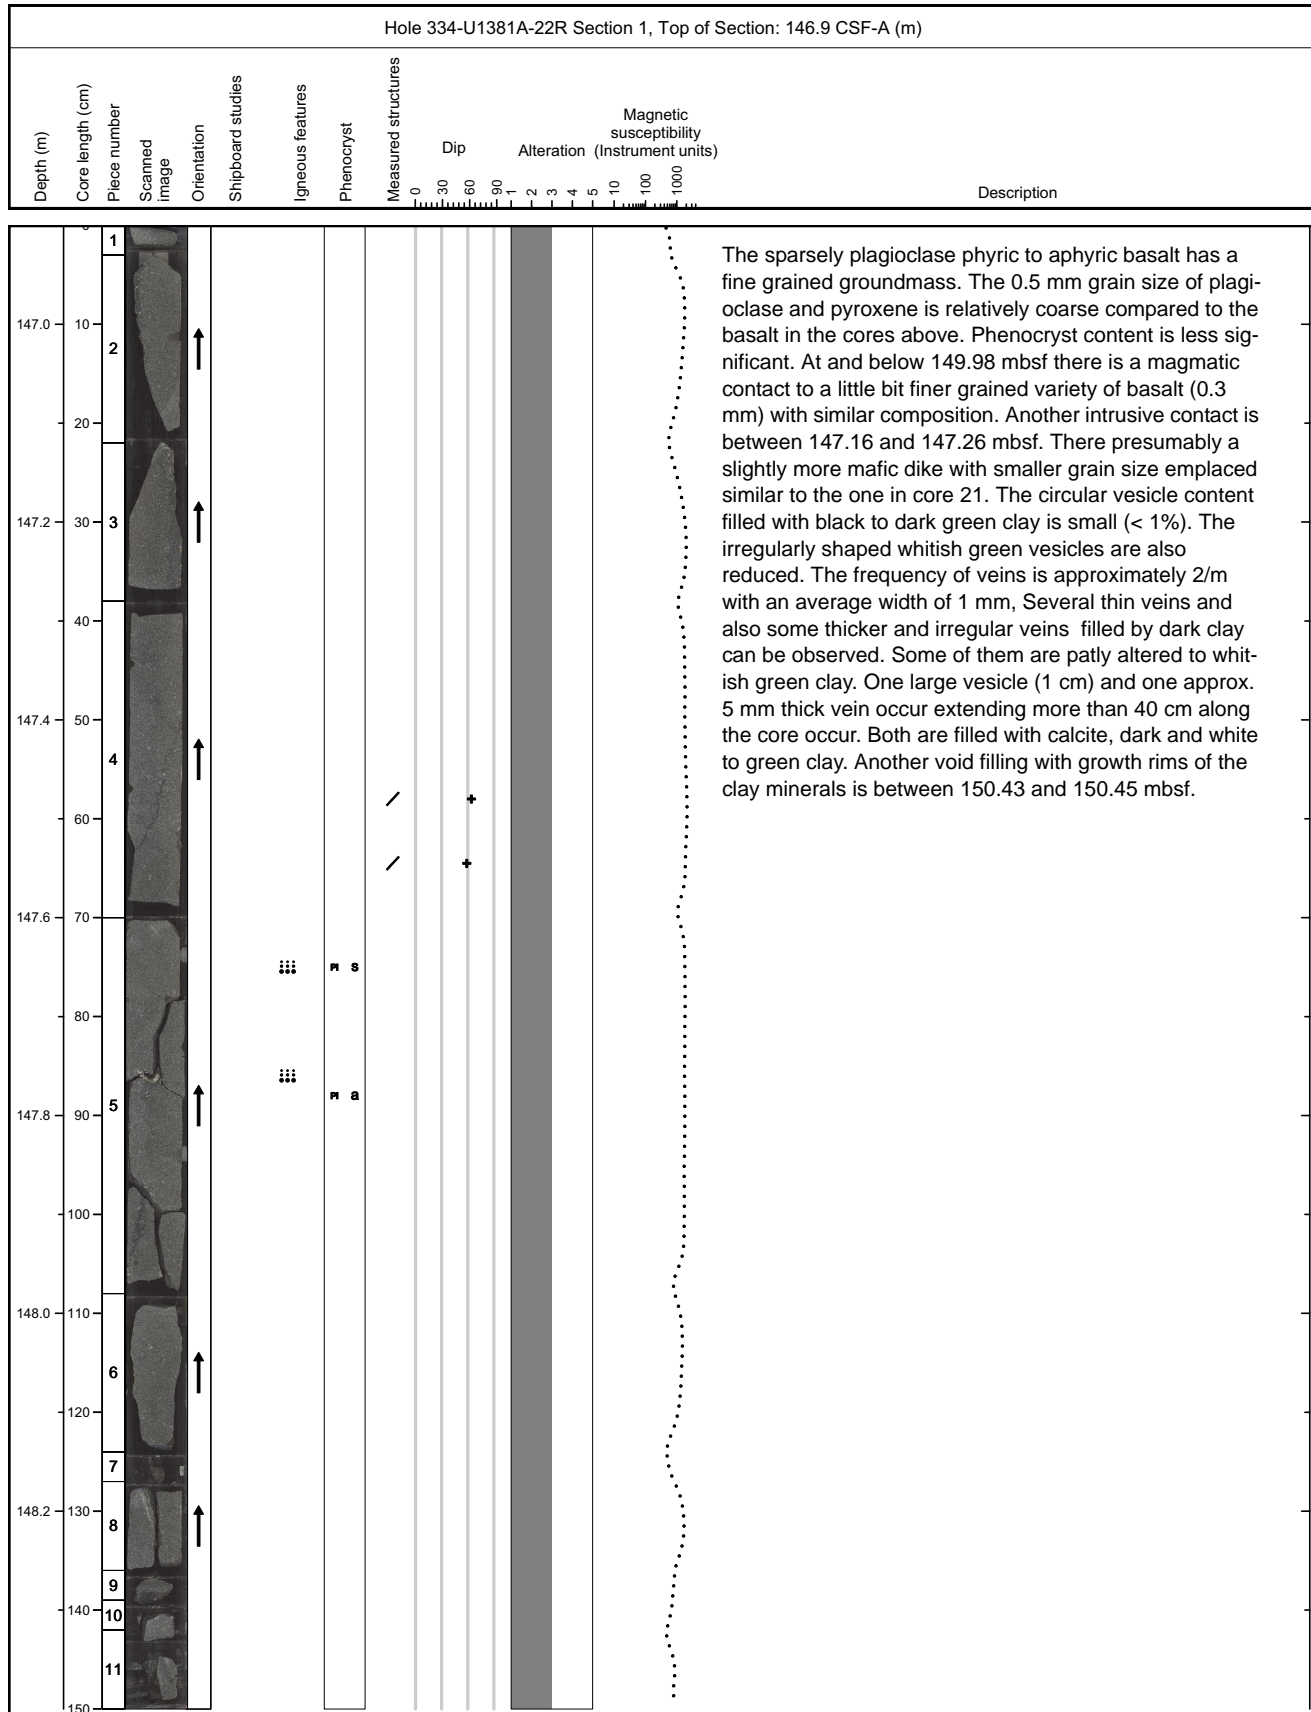 Hole 334-U1381A-22R Section 1, Top of Section: 146.9 CSF-A (m)
Depth (m)
Core length (cm)
Piece number
Scanned
image
Orientation
Shipboard studies
Igneous features
Phenocryst
Measured structures
Dip
0 30 60 90
Alteration
1 2 3 4 5
Magnetic
susceptibility
(Instrument units)
10 100 1000
Description
The sparsely plagioclase phyric to aphyric basalt has a
fine grained groundmass. The 0.5 mm grain size of plagi-
oclase and pyroxene is relatively coarse compared to the
basalt in the cores above. Phenocryst content is less sig-
nificant. At and below 149.98 mbsf there is a magmatic
contact to a little bit finer grained variety of basalt (0.3
mm) with similar composition. Another intrusive contact is
between 147.16 and 147.26 mbsf. There presumably a
slightly more mafic dike with smaller grain size emplaced
similar to the one in core 21. The circular vesicle content
filled with black to dark green clay is small (< 1%). The
irregularly shaped whitish green vesicles are also
reduced. The frequency of veins is approximately 2/m
with an average width of 1 mm, Several thin veins and
also some thicker and irregular veins filled by dark clay
can be observed. Some of them are patly altered to whit-
ish green clay. One large vesicle (1 cm) and one approx.
5 mm thick vein occur extending more than 40 cm along
the core occur. Both are filled with calcite, dark and white
to green clay. Another void filling with growth rims of the
clay minerals is between 150.43 and 150.45 mbsf.
0
1
147.0 10
2
20
147.2 30
3
40
147.4 50
4
60
147.6 70
Pl s
80
Pl a
5
147.8 90
100
148.0 110
6
120
7
148.2 130
8
9
140
10
11
150